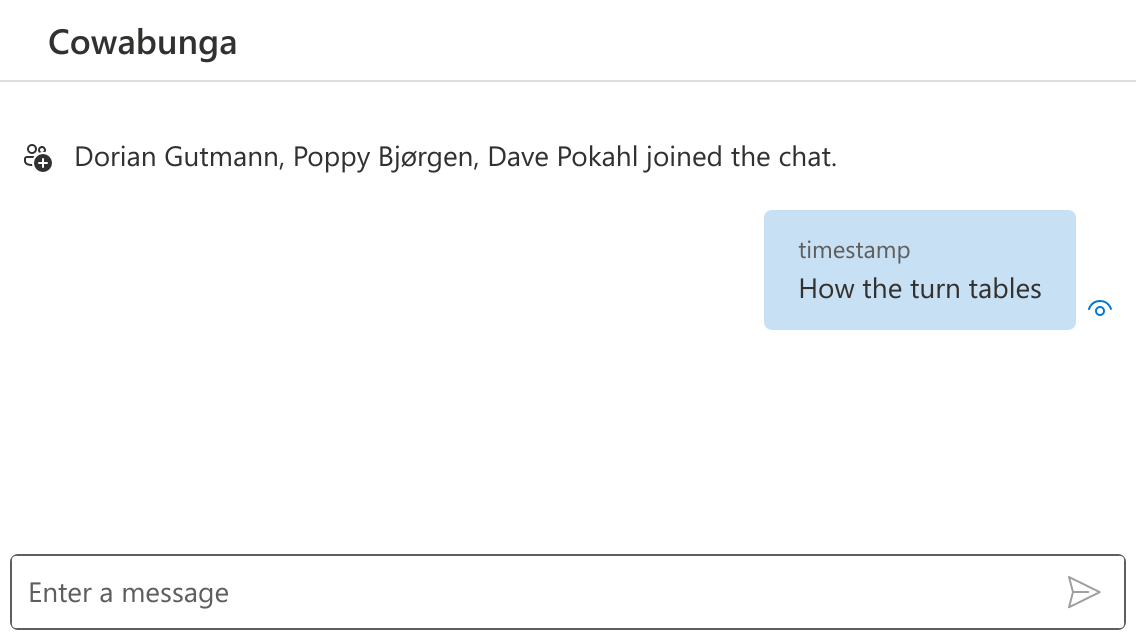 Cowabunga
Dorian Gutmann, Poppy Bjørgen, Dave Pokahl joined the chat.
timestamp
How the turn tables
Enter a message